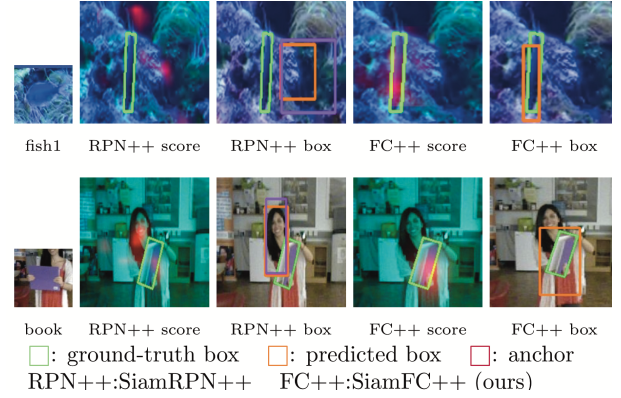 fish1 RPN++ score RPN++ box FC++ score FC++ box
book RPN++ score RPN++ box FC++ score FC++ box
: ground-truth box : predicted box : anchor
RPN++:SiamRPN++ FC++:SiamFC++ (ours)